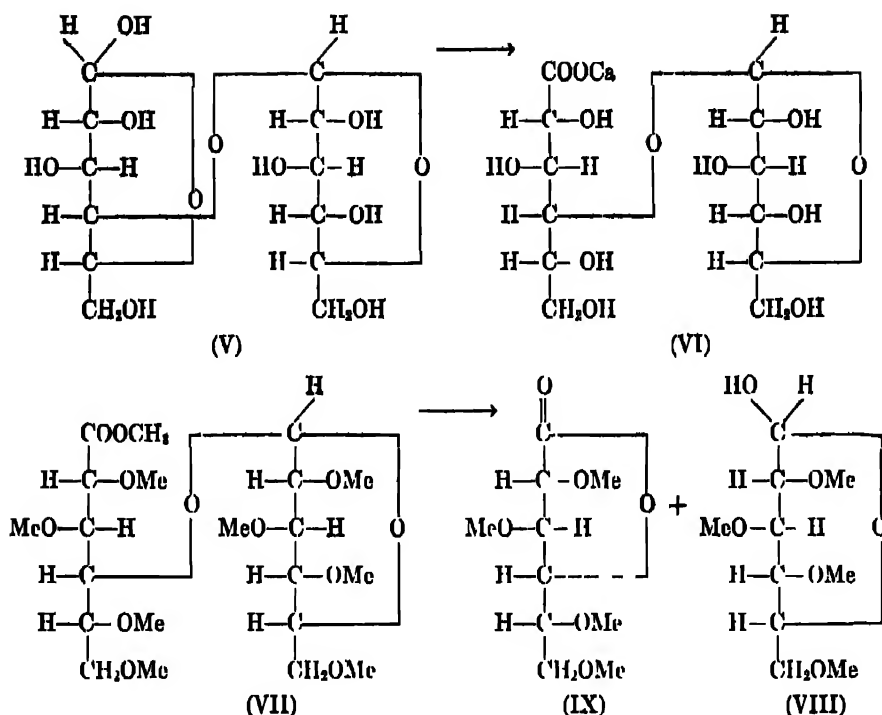 H OH H H
C C COOCa C
H–C–OH H–C–OH H–C–OH H–C–OH
O O
HO–C–H HO–C–H O HO–C–H HO–C–H O
O
H–C H–C–OH H–C H–C–OH
H–C H–C H–C–OH H–C
CH₂OH CH₂OH CH₂OH CH₂OH
(V) (VI)
H O HO H
COOCH₃ C C C
H–C–OMe H–C–OMe H–C–OMe H–C–OMe
O O +
MeO–C–H MeO–C–H O MeO–C–H MeO–C–H O
H–C H–C–OMe H–C H–C–OMe
H–C–OMe H–C H–C–OMe H–C
CH₂OMe CH₂OMe CH₂OMe CH₂OMe
(VII) (IX) (VIII)